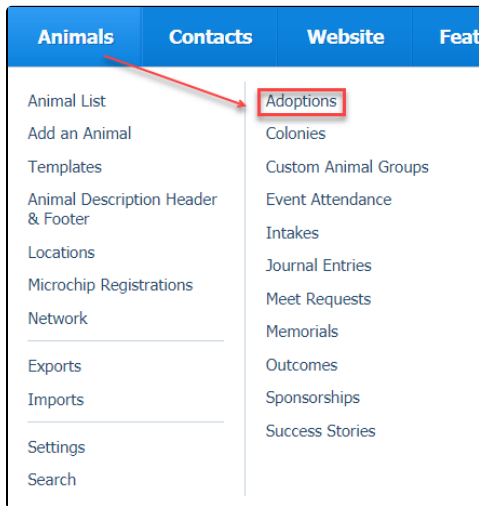 Animals Contacts Website Feat
Animal List
Add an Animal
Templates
Animal Description Header
& Footer
Locations
Microchip Registrations
Network
Exports
Imports
Settings
Search
Adoptions
Colonies
Custom Animal Groups
Event Attendance
Intakes
Journal Entries
Meet Requests
Memorials
Outcomes
Sponsorships
Success Stories